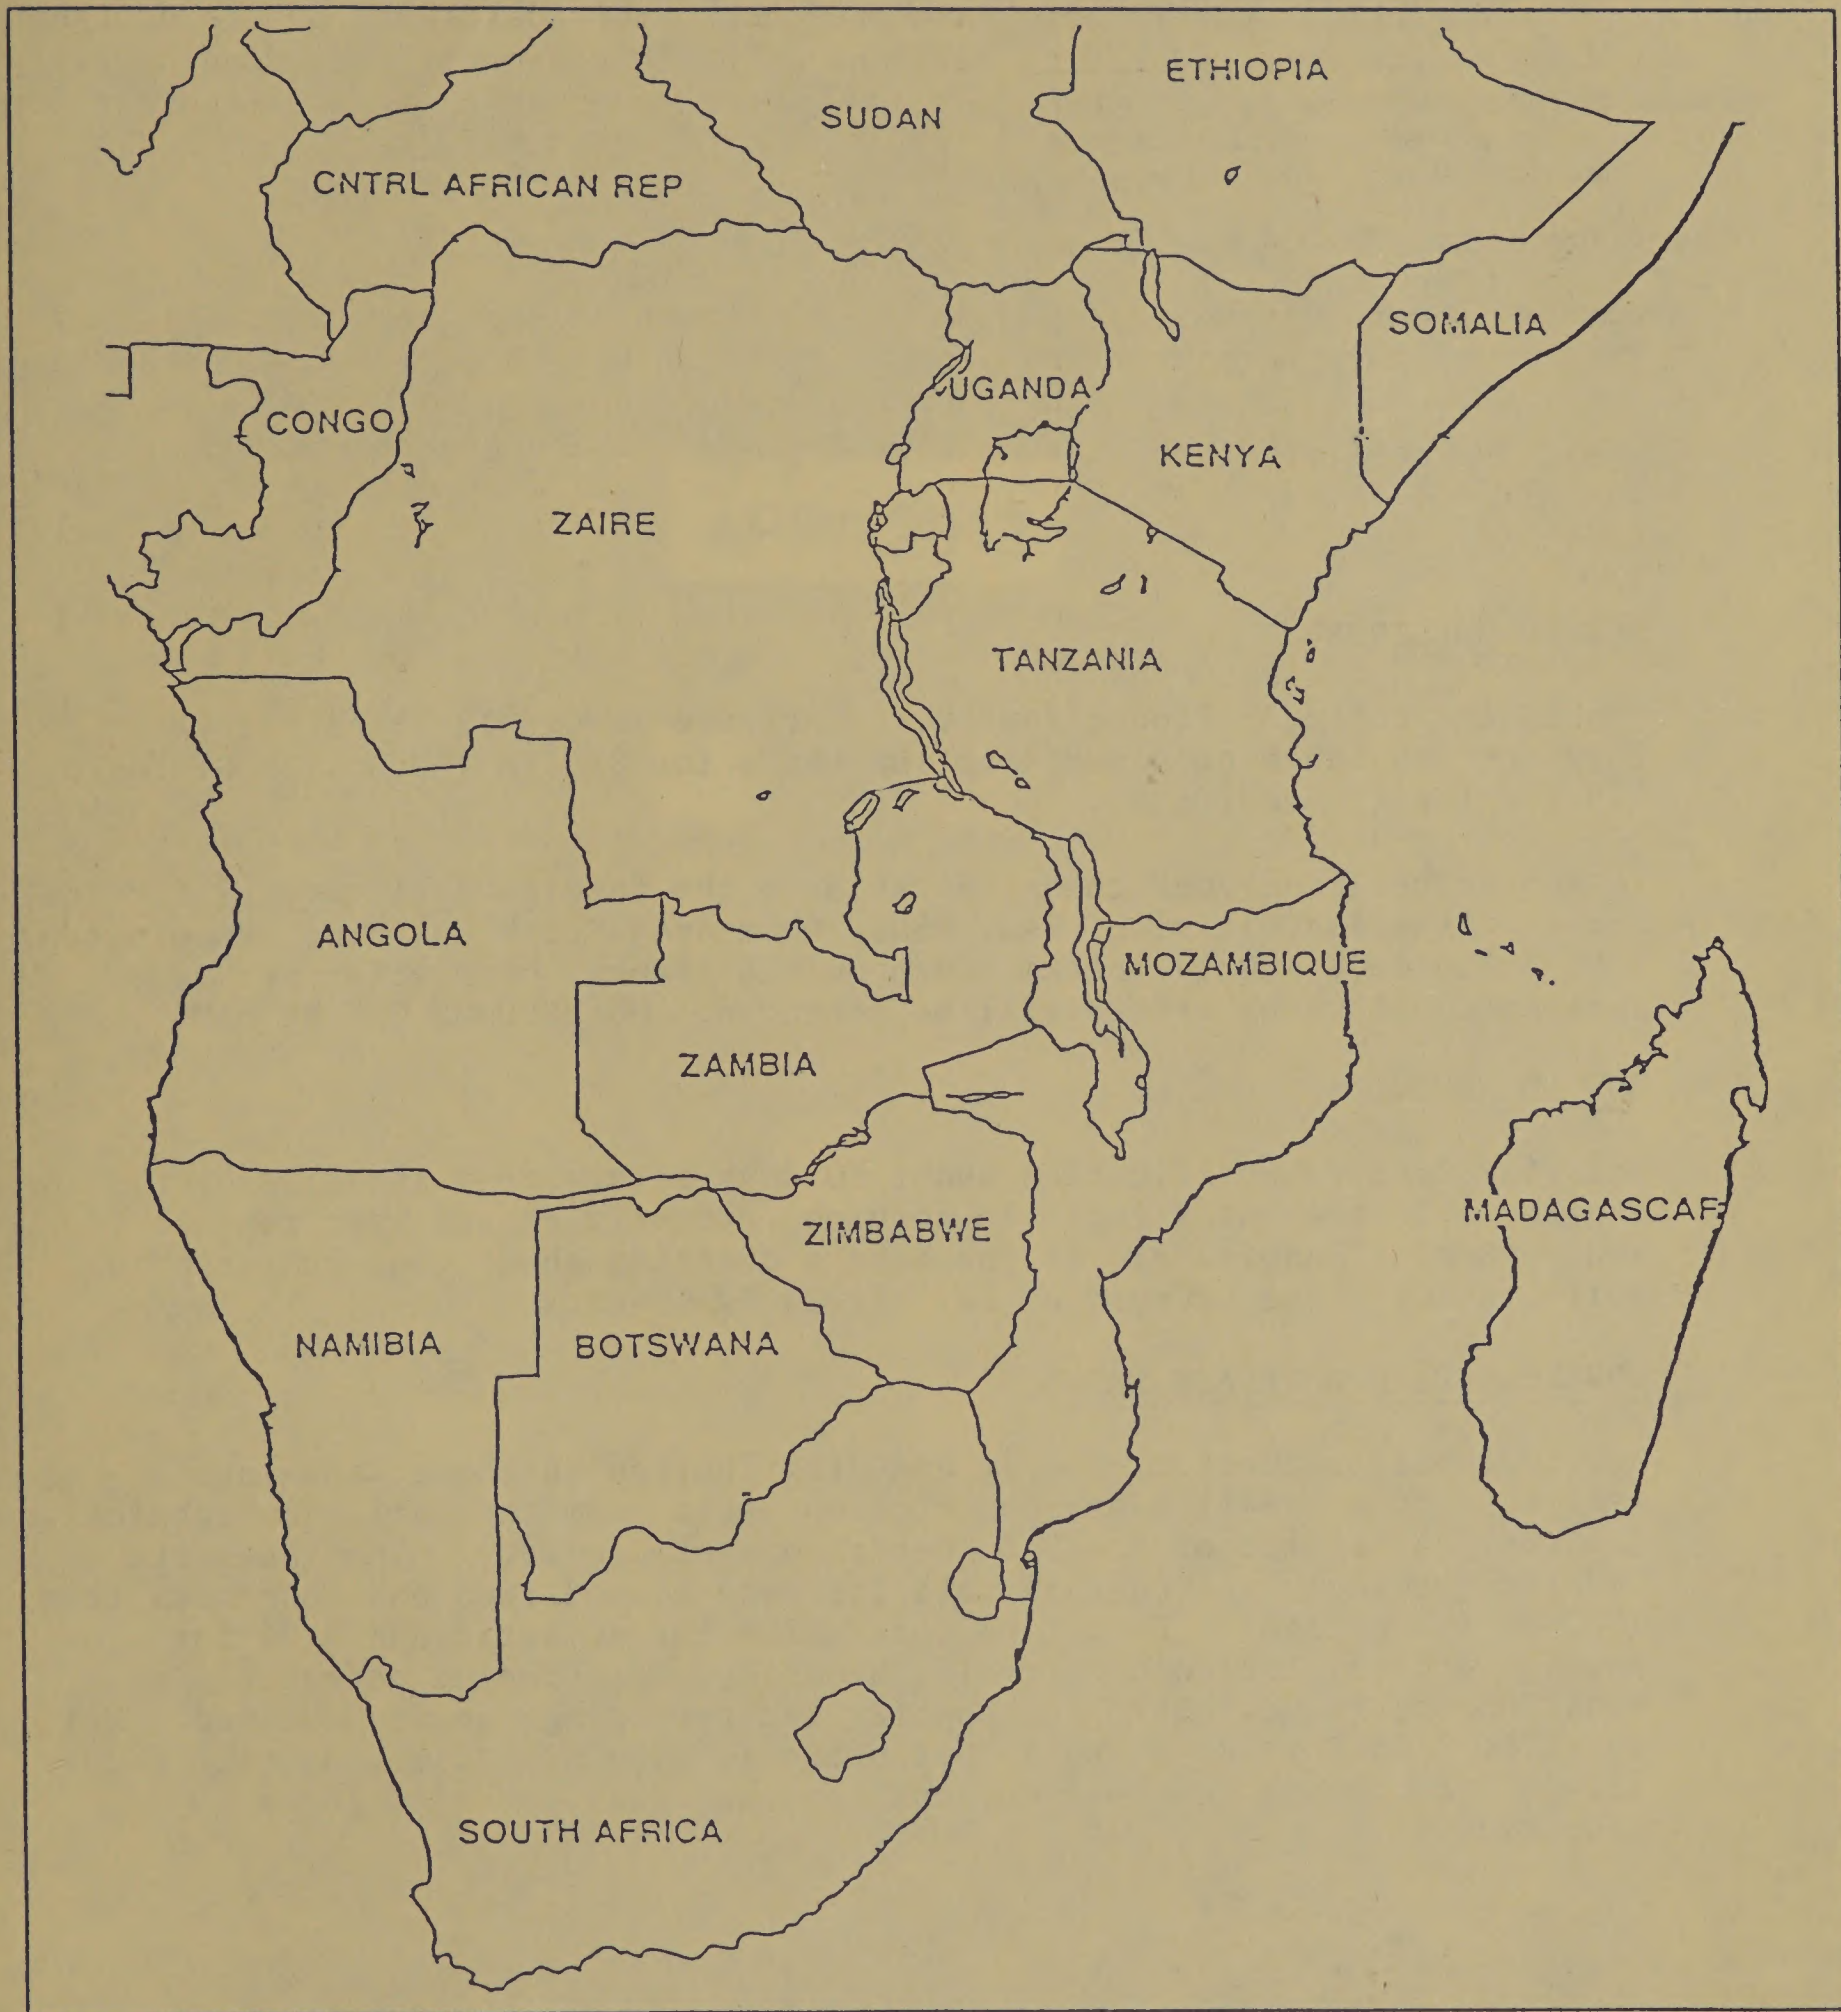 ETHIOPIA
SUDAN
CNTRL AFRICAN REP
SOMALIA
UGANDA
CONGO
KENYA
ZAIRE
TANZANIA
ANGOLA
MOZAMBIQUE
ZAMBIA
MADAGASCAR
ZIMBABWE
NAMIBIA
BOTSWANA
SOUTH AFRICA